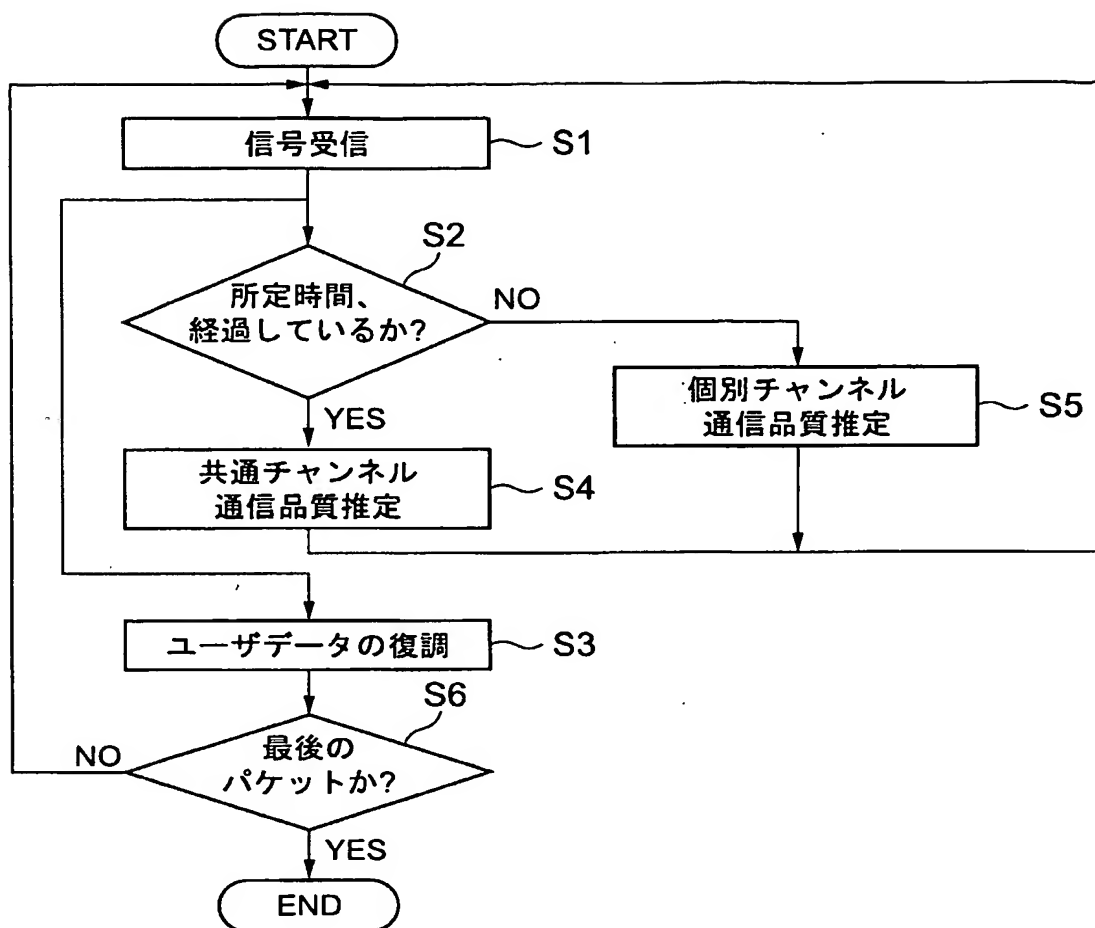 START
信号受信
S1
S2
所定時間、
経過しているか?
NO
YES
個別チャンネル
通信品質推定
S5
共通チャンネル
通信品質推定
S4
ユーザデータの復調
S3
S6
最後の
パケットか?
NO
YES
END